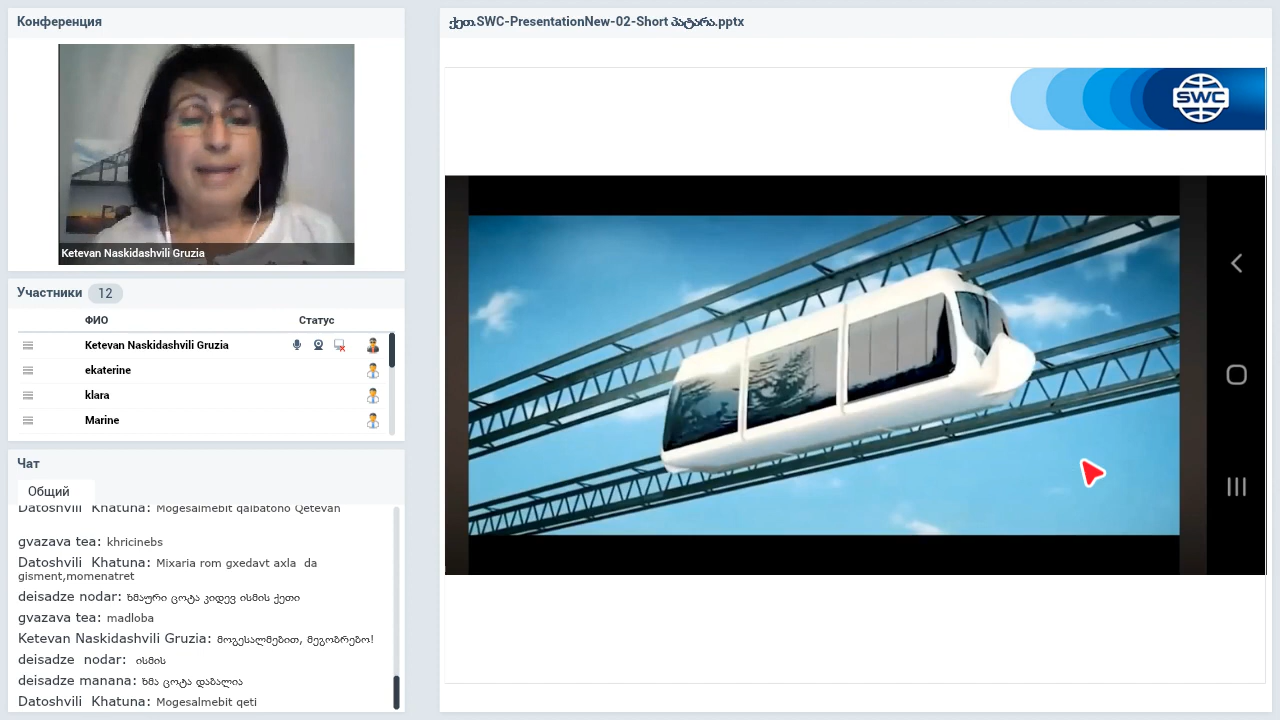 Конференция
Ketevan Naskidashvili Gruzia
Участники 12
ФИО Статус
Ketevan Naskidashvili Gruzia
ekaterine
klara
Marine
Чат
Общий
Datoshvili Khatuna: Mogesalmebit qalbatono Qetevan
gvazava tea: khricinebs
Datoshvili Khatuna: Mixaria rom gxedavt axla da
gisment,momenatret
deisadze nodar: ხმაური ცოტა კიდევ ისმის ქეთი
gvazava tea: madloba
Ketevan Naskidashvili Gruzia: მოგესალმებით, მეგობრებო!
deisadze nodar: ისმის
deisadze manana: ხმა ცოტა დაბალია
Datoshvili Khatuna: Mogesalmebit qeti
ქეთ.SWC-PresentationNew-02-Short პატარა.pptx
SWC